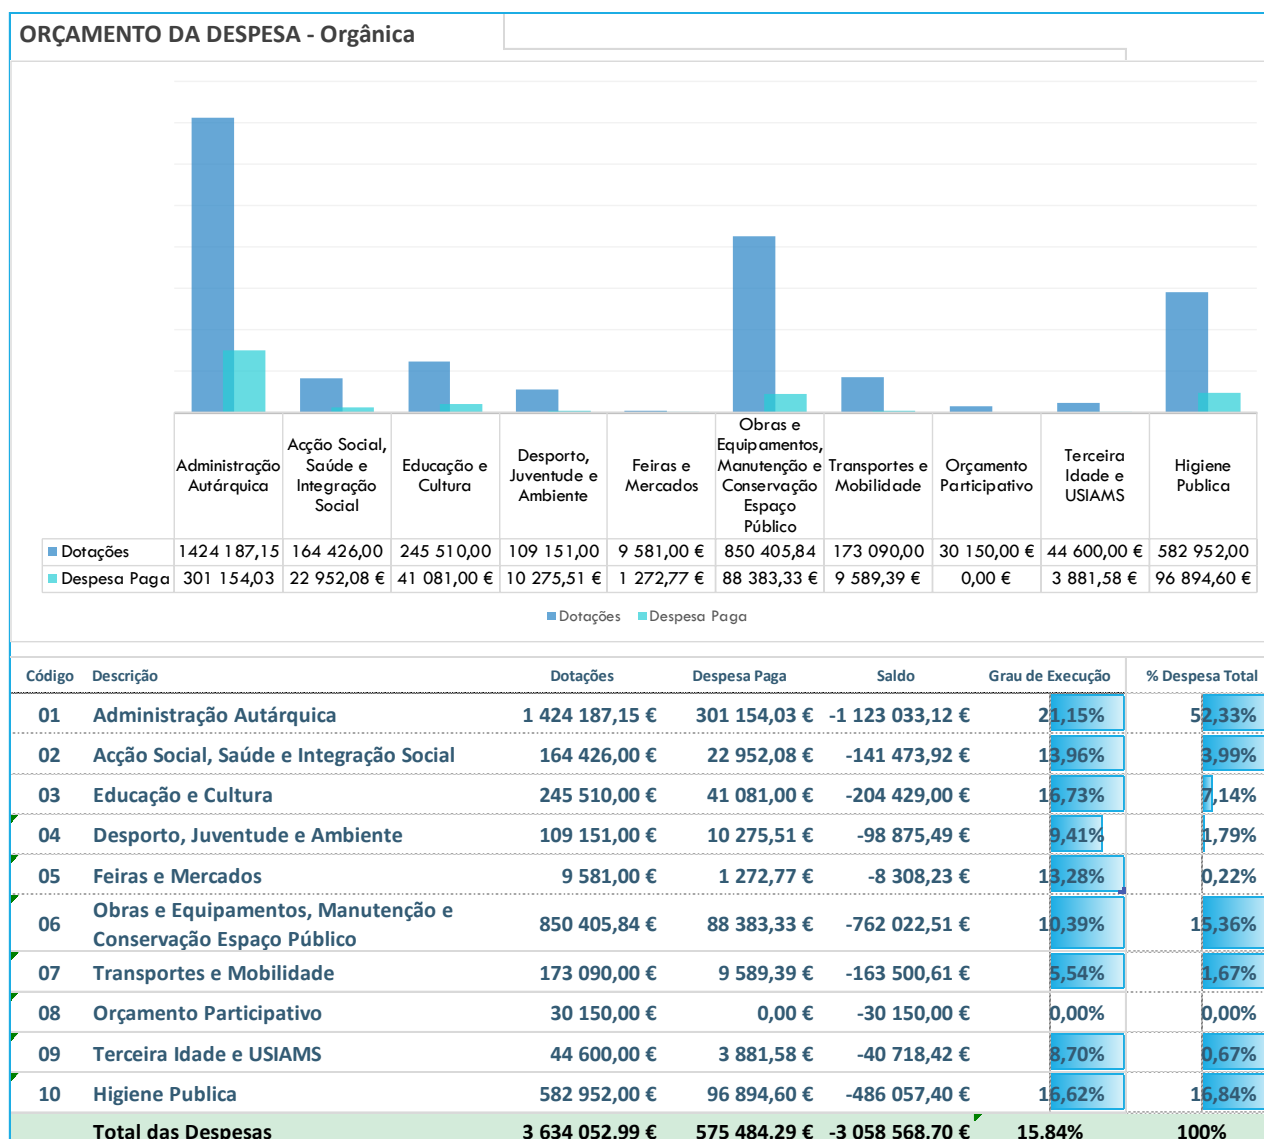 ORÇAMENTO DA DESPESA - Orgânica
Administração Autárquica
Acção Social, Saúde e Integração Social
Educação e Cultura
Desporto, Juventude e Ambiente
Feiras e Mercados
Obras e Equipamentos, Manutenção e Conservação Espaço Público
Transportes e Mobilidade
Orçamento Participativo
Terceira Idade e USIAMS
Higiene Publica
Dotações 1424 187,15 164 426,00 245 510,00 109 151,00 9 581,00 € 850 405,84 173 090,00 30 150,00 € 44 600,00 € 582 952,00
Despesa Paga 301 154,03 22 952,08 € 41 081,00 € 10 275,51 € 1 272,77 € 88 383,33 € 9 589,39 € 0,00 € 3 881,58 € 96 894,60 €
Dotações Despesa Paga
Código Descrição Dotações Despesa Paga Saldo Grau de Execução % Despesa Total
01 Administração Autárquica 1 424 187,15 € 301 154,03 € -1 123 033,12 € 21,15% 52,33%
02 Acção Social, Saúde e Integração Social 164 426,00 € 22 952,08 € -141 473,92 € 13,96% 3,99%
03 Educação e Cultura 245 510,00 € 41 081,00 € -204 429,00 € 16,73% 7,14%
04 Desporto, Juventude e Ambiente 109 151,00 € 10 275,51 € -98 875,49 € 9,41% 1,79%
05 Feiras e Mercados 9 581,00 € 1 272,77 € -8 308,23 € 13,28% 0,22%
06 Obras e Equipamentos, Manutenção e
Conservação Espaço Público 850 405,84 € 88 383,33 € -762 022,51 € 10,39% 15,36%
07 Transportes e Mobilidade 173 090,00 € 9 589,39 € -163 500,61 € 5,54% 1,67%
08 Orçamento Participativo 30 150,00 € 0,00 € -30 150,00 € 0,00% 0,00%
09 Terceira Idade e USIAMS 44 600,00 € 3 881,58 € -40 718,42 € 8,70% 0,67%
10 Higiene Publica 582 952,00 € 96 894,60 € -486 057,40 € 16,62% 16,84%
Total das Despesas 3 634 052,99 € 575 484,29 € -3 058 568,70 € 15,84% 100%